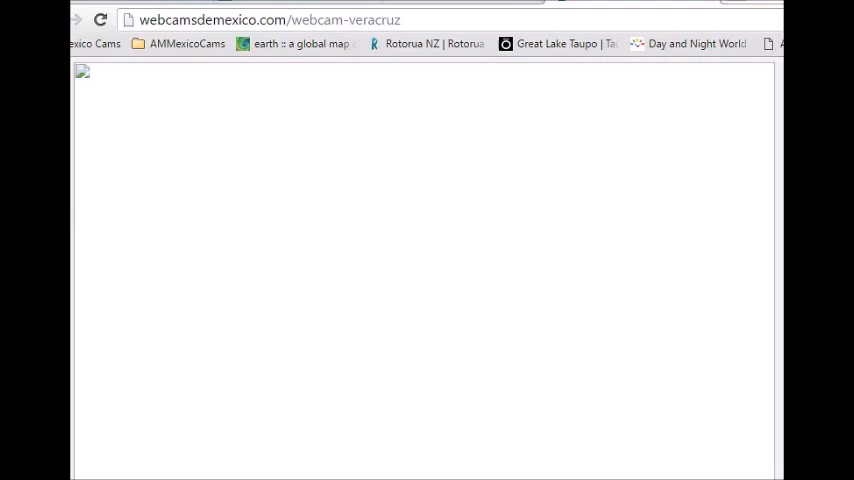 webcamsdemexico.com/webcam-veracruz
exico Cams AMMexicoCams earth :: a global map Rotorua NZ | Rotorua Great Lake Taupo | Ta Day and Night World